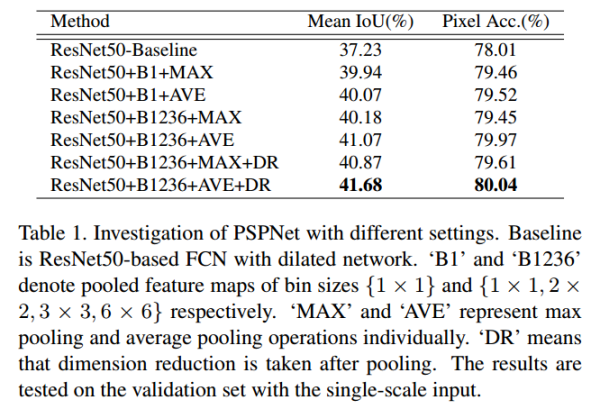 Method Mean IoU(%) Pixel Acc.(%)
ResNet50-Baseline 37.23 78.01
ResNet50+B1+MAX 39.94 79.46
ResNet50+B1+AVE 40.07 79.52
ResNet50+B1236+MAX 40.18 79.45
ResNet50+B1236+AVE 41.07 79.97
ResNet50+B1236+MAX+DR 40.87 79.61
ResNet50+B1236+AVE+DR 41.68 80.04
Table 1. Investigation of PSPNet with different settings. Baseline
is ResNet50-based FCN with dilated network. ‘B1’ and ‘B1236’
denote pooled feature maps of bin sizes {1 × 1} and {1 × 1, 2 ×
2, 3 × 3, 6 × 6} respectively. ‘MAX’ and ‘AVE’ represent max
pooling and average pooling operations individually. ‘DR’ means
that dimension reduction is taken after pooling. The results are
tested on the validation set with the single-scale input.